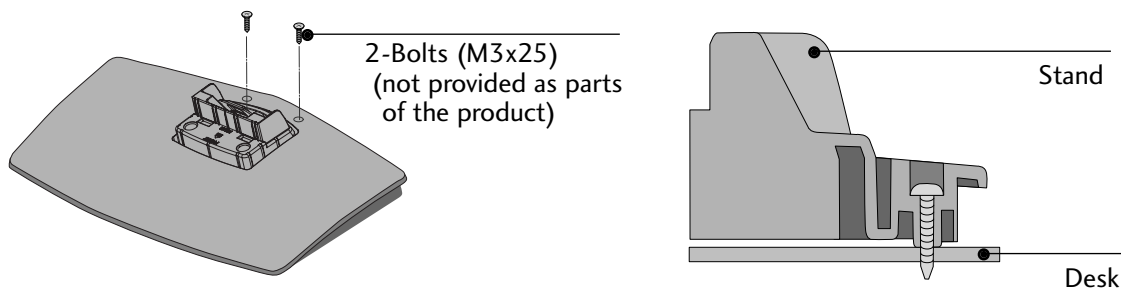 2-Bolts (M3x25)
(not provided as parts
of the product)
Stand
Desk